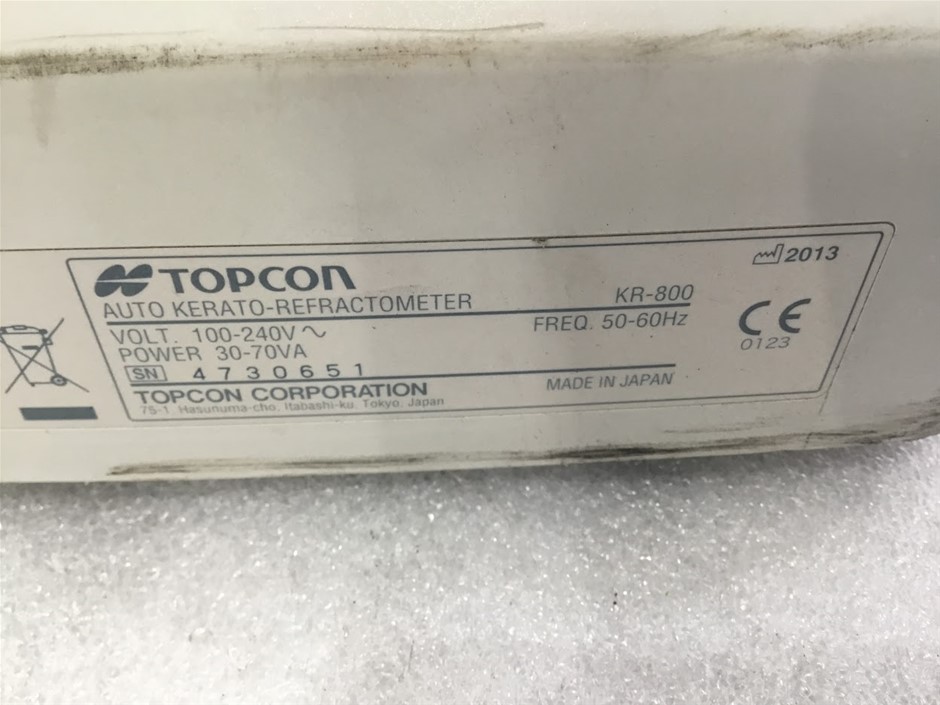 TOPCON
2013
AUTO KERATO-REFRACTOMETER KR-800
VOLT. 100-240V～ FREQ. 50-60Hz
POWER 30-70VA
CE
0123
SN 4730651
TOPCON CORPORATION MADE IN JAPAN
75-1, Hasunuma-cho, Itabashi-ku, Tokyo, Japan